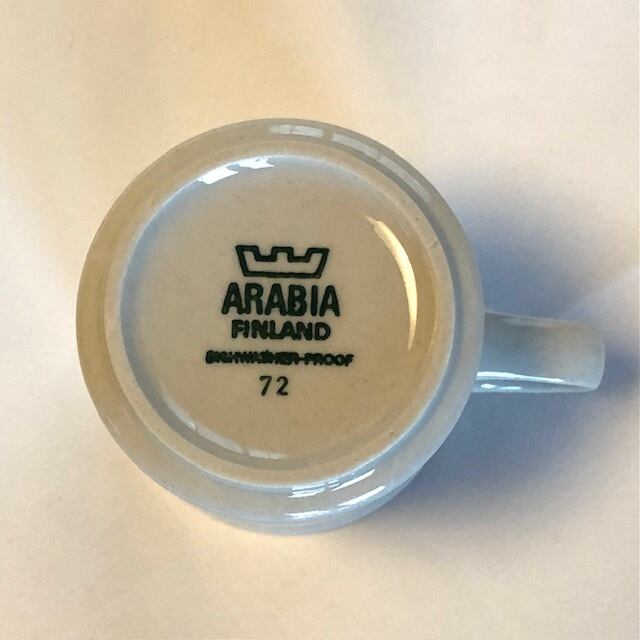 ARABIA
FINLAND
DISHWASHER-PROOF
72